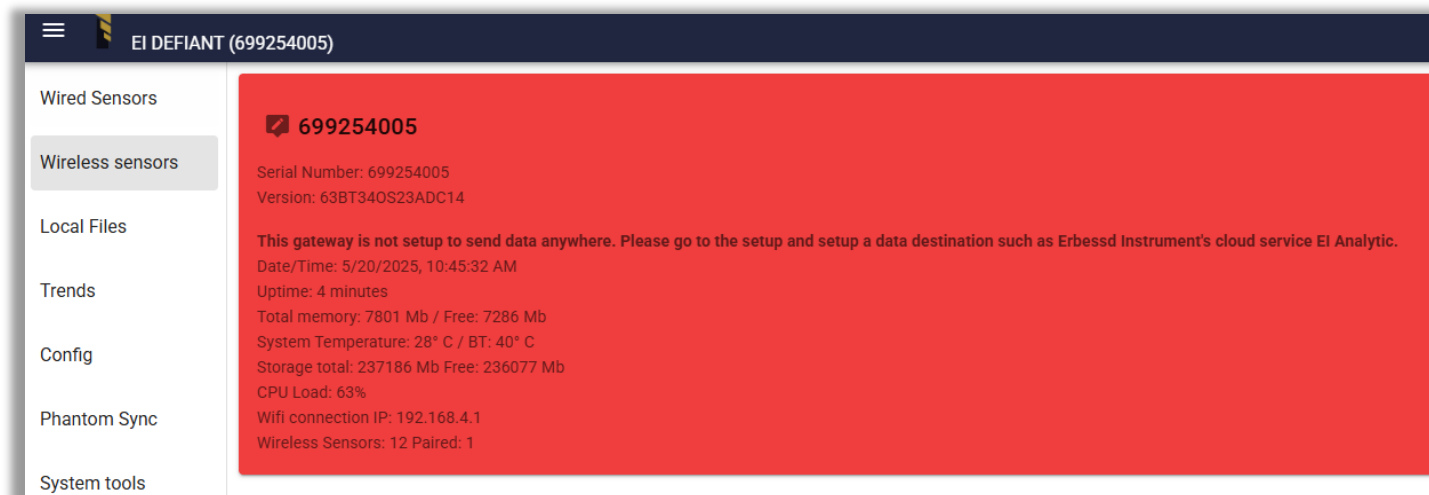 EI DEFIANT (699254005)
Wired Sensors
Wireless sensors
Local Files
Trends
Config
Phantom Sync
System tools
699254005
Serial Number: 699254005
Version: 63BT34OS23ADC14
This gateway is not setup to send data anywhere. Please go to the setup and setup a data destination such as Erbessd Instrument's cloud service EI Analytic.
Date/Time: 5/20/2025, 10:45:32 AM
Uptime: 4 minutes
Total memory: 7801 Mb / Free: 7286 Mb
System Temperature: 28° C / BT: 40° C
Storage total: 237186 Mb Free: 236077 Mb
CPU Load: 63%
Wifi connection IP: 192.168.4.1
Wireless Sensors: 12 Paired: 1